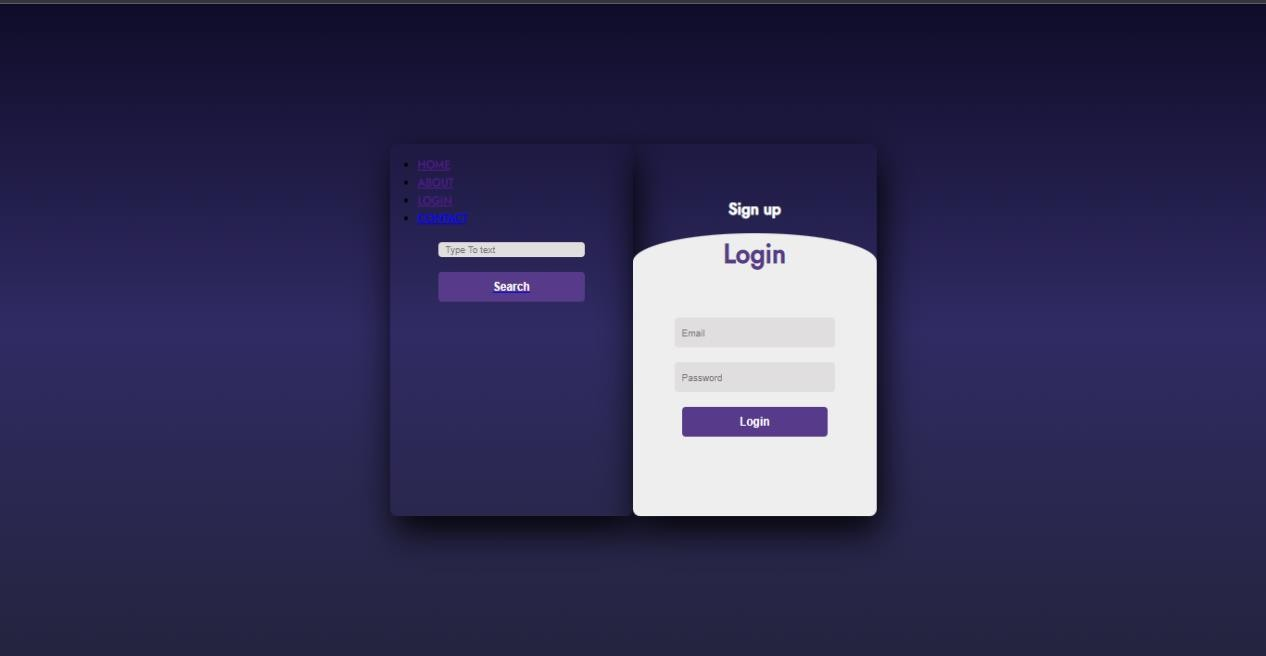 HOME
ABOUT
LOGIN
CONTACT
Type To text
Search
Sign up
Login
Email
Password
Login